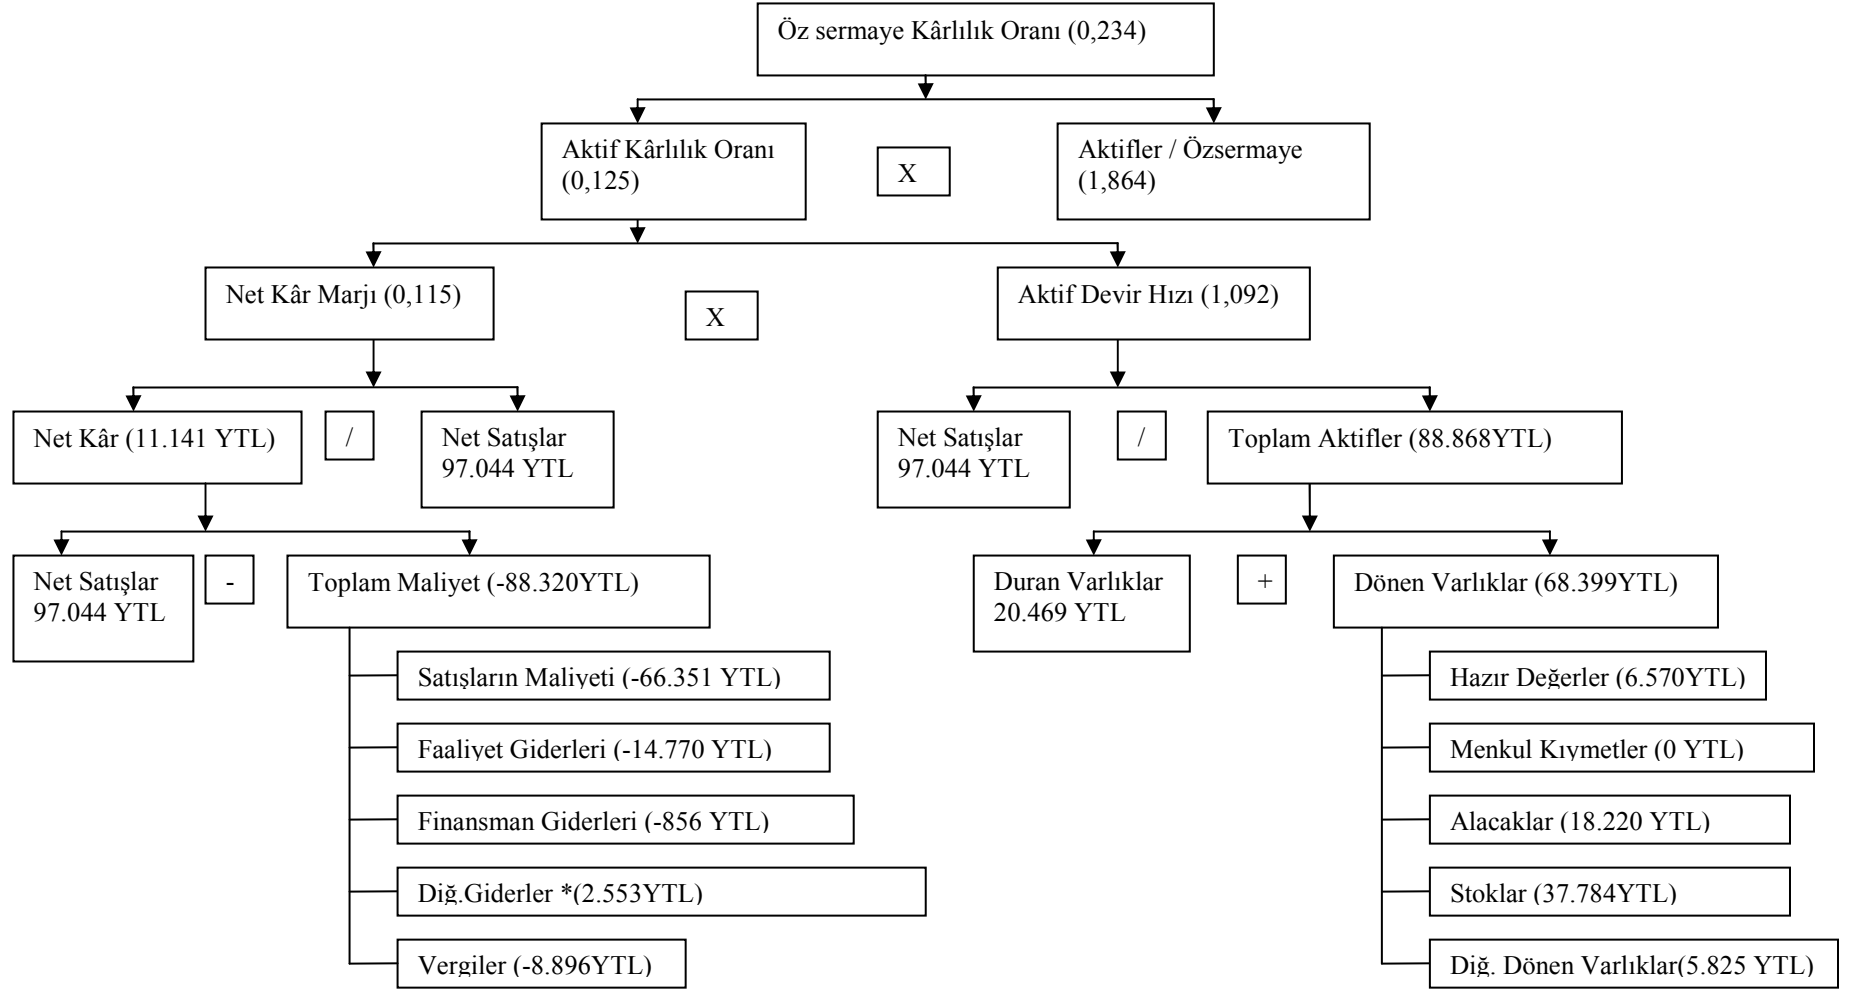 Öz sermaye Kârlılık Oranı (0,234)
Aktif Kârlılık Oranı
(0,125)
X
Aktifler / Özsermaye
(1,864)
Net Kâr Marjı (0,115)
X
Aktif Devir Hızı (1,092)
Net Kâr (11.141 YTL)
/
Net Satışlar
97.044 YTL
Net Satışlar
97.044 YTL
/
Toplam Aktifler (88.868YTL)
Net Satışlar
97.044 YTL
-
Toplam Maliyet (-88.320YTL)
Duran Varlıklar
20.469 YTL
+
Dönen Varlıklar (68.399YTL)
Satışların Maliyeti (-66.351 YTL)
Faaliyet Giderleri (-14.770 YTL)
Finansman Giderleri (-856 YTL)
Diğ.Giderler *(2.553YTL)
Vergiler (-8.896YTL)
Hazır Değerler (6.570YTL)
Menkul Kıymetler (0 YTL)
Alacaklar (18.220 YTL)
Stoklar (37.784YTL)
Diğ. Dönen Varlıklar(5.825 YTL)